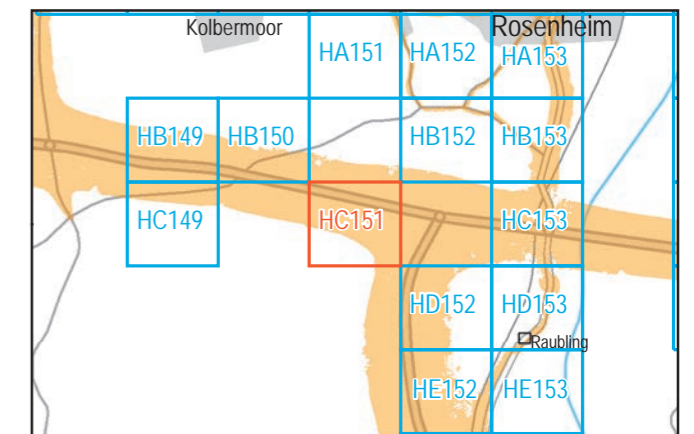 Kolbermoor Rosenheim
HA151 HA152 HA153
HB149 HB150 HB152 HB153
HC149 HC151 HC153
HD152 HD153
Raubling
HE152 HE153